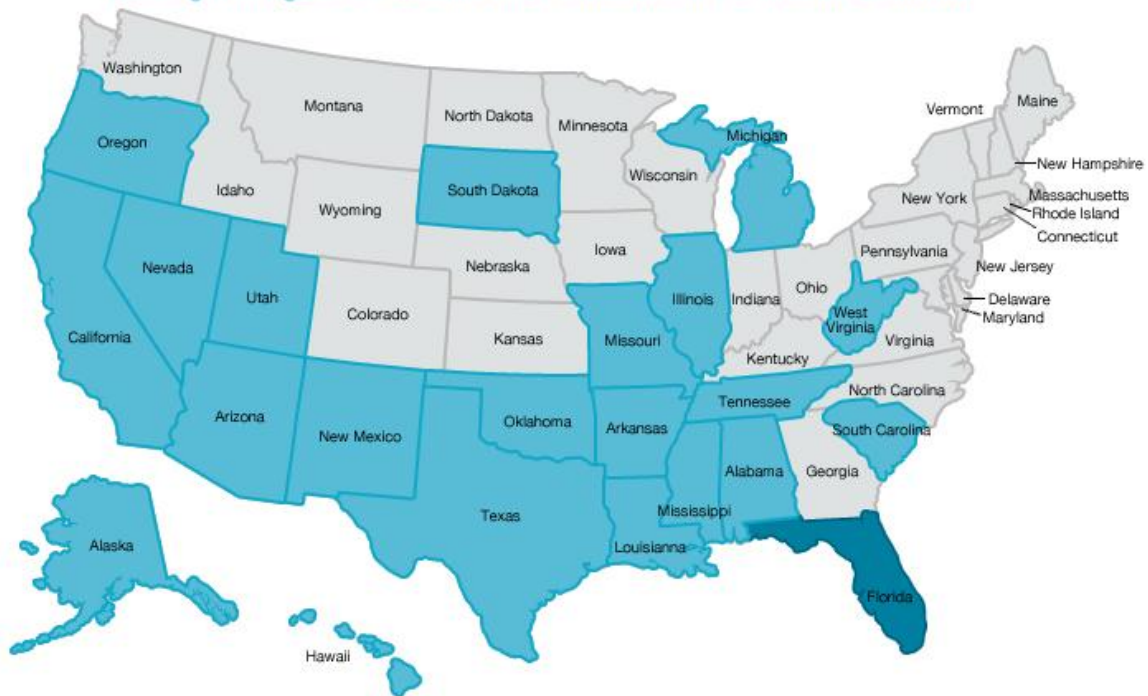 Washington
Montana
North Dakota
Minnesota
Vermont
Maine
Oregon
Michigan
New Hampshire
Idaho
South Dakota
Wisconsin
New York
Massachusetts
Rhode Island
Wyoming
Connecticut
Iowa
Pennsylvania
Nevada
Nebraska
New Jersey
Utah
Illinois
Indiana
Ohio
Delaware
Colorado
West
Virginia
Maryland
California
Kansas
Missouri
Virginia
Kentucky
North Carolina
Tennessee
Arizona
Oklahoma
Arkansas
South Carolina
New Mexico
Alabama
Georgia
Texas
Mississippi
Alaska
Louisianna
Florida
Hawaii